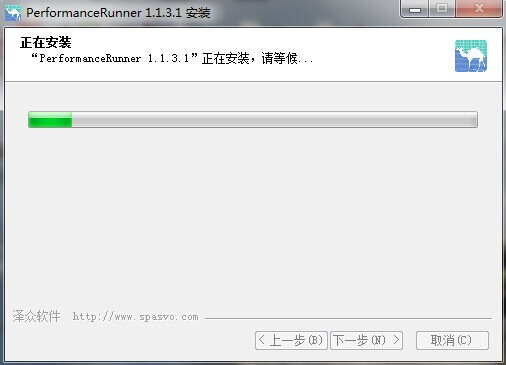 PerformanceRunner 1.1.3.1 安装
正在安装
“PerformanceRunner 1.1.3.1”正在安装，请等候...
泽众软件 http://www.spasvo.com
< 上一步(B) 下一步(N) > 取消(C)